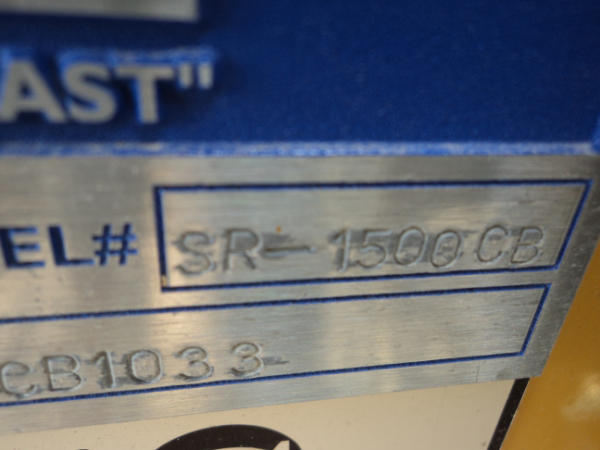 AST"
EL# SR-1500CB
CB1033